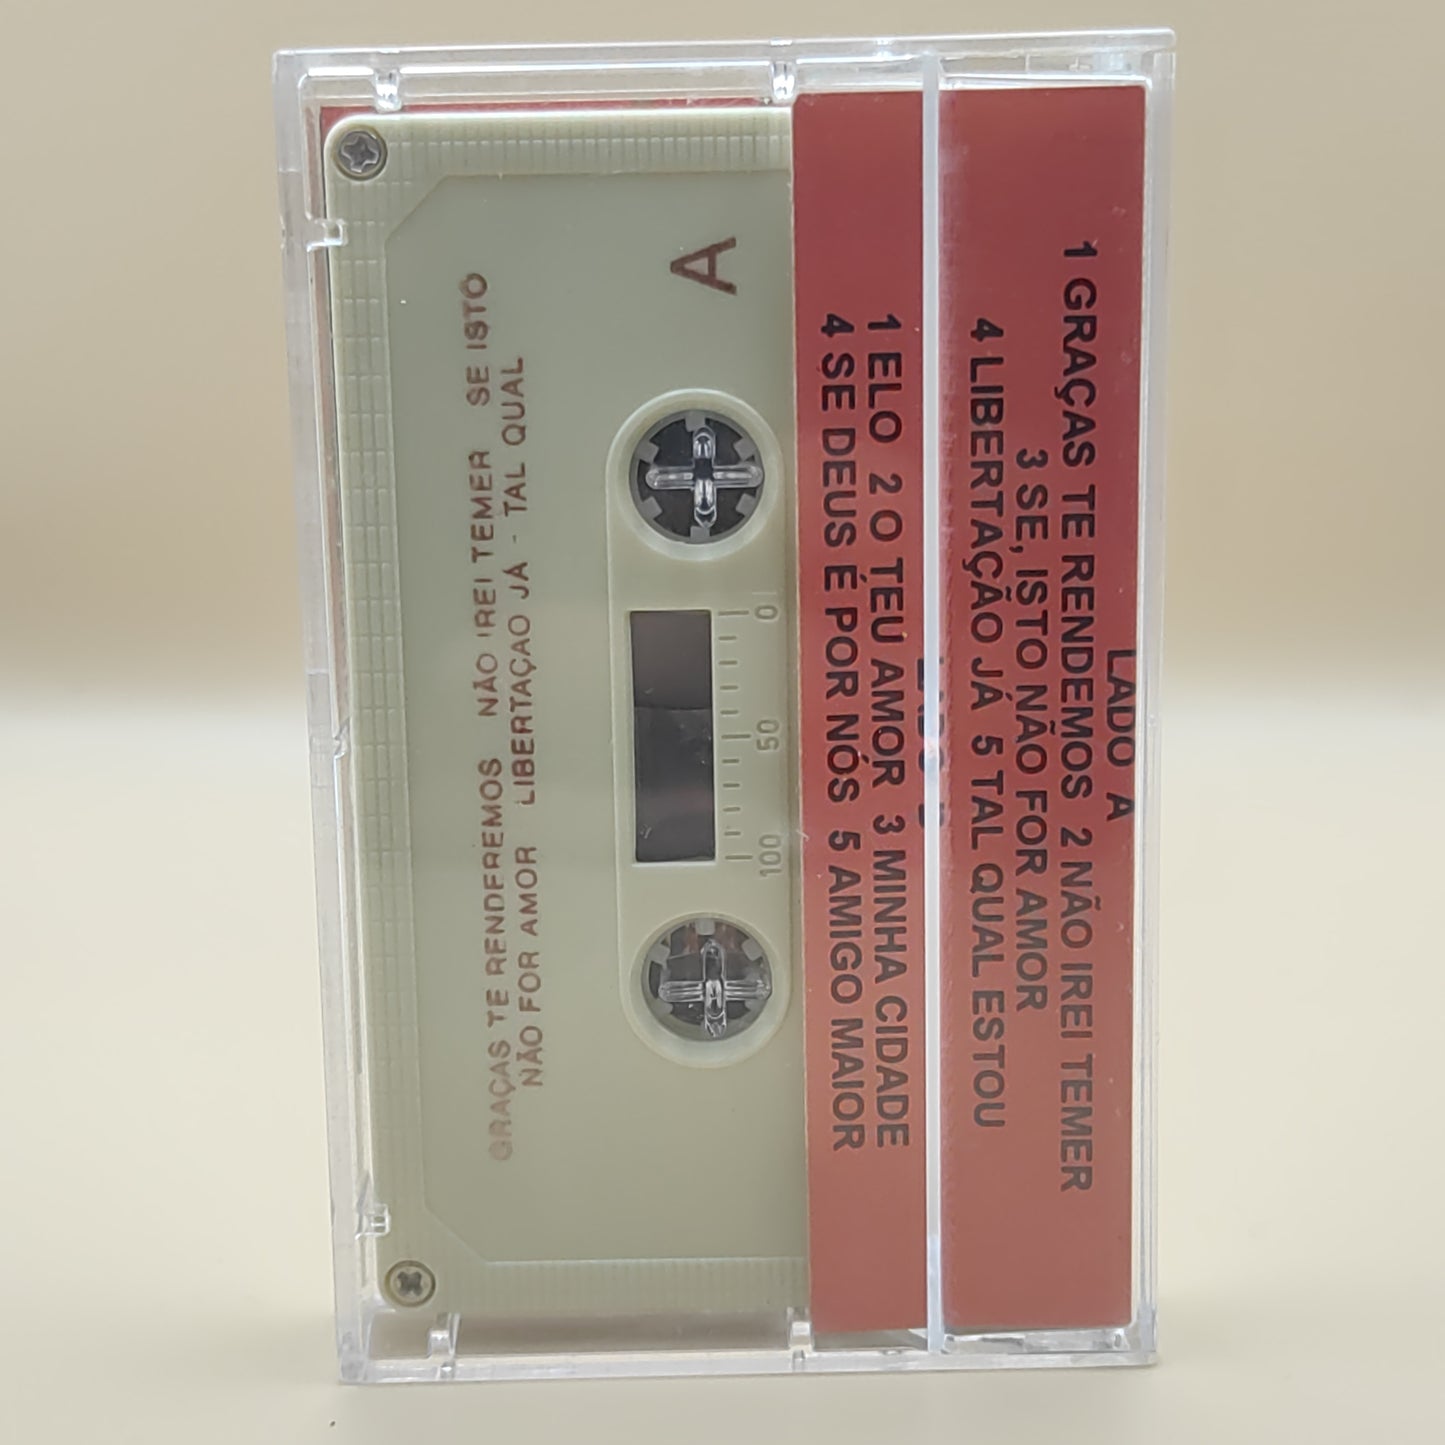 LADO A
1 GRAÇAS TE RENDEMOS 2 NÃO IREI TEMER
3 SE, ISTO NÃO FOR AMOR
4 LIBERTAÇÃO JÁ 5 TAL QUAL ESTOU
LADO B
1 ELO 2 O TEU AMOR 3 MINHA CIDADE
4 SE DEUS É POR NÓS 5 AMIGO MAIOR
A
GRAÇAS TE RENDEREMOS NÃO IREI TEMER SE ISTO
NÃO FOR AMOR LIBERTAÇAO JÁ - TAL QUAL
0 50 100